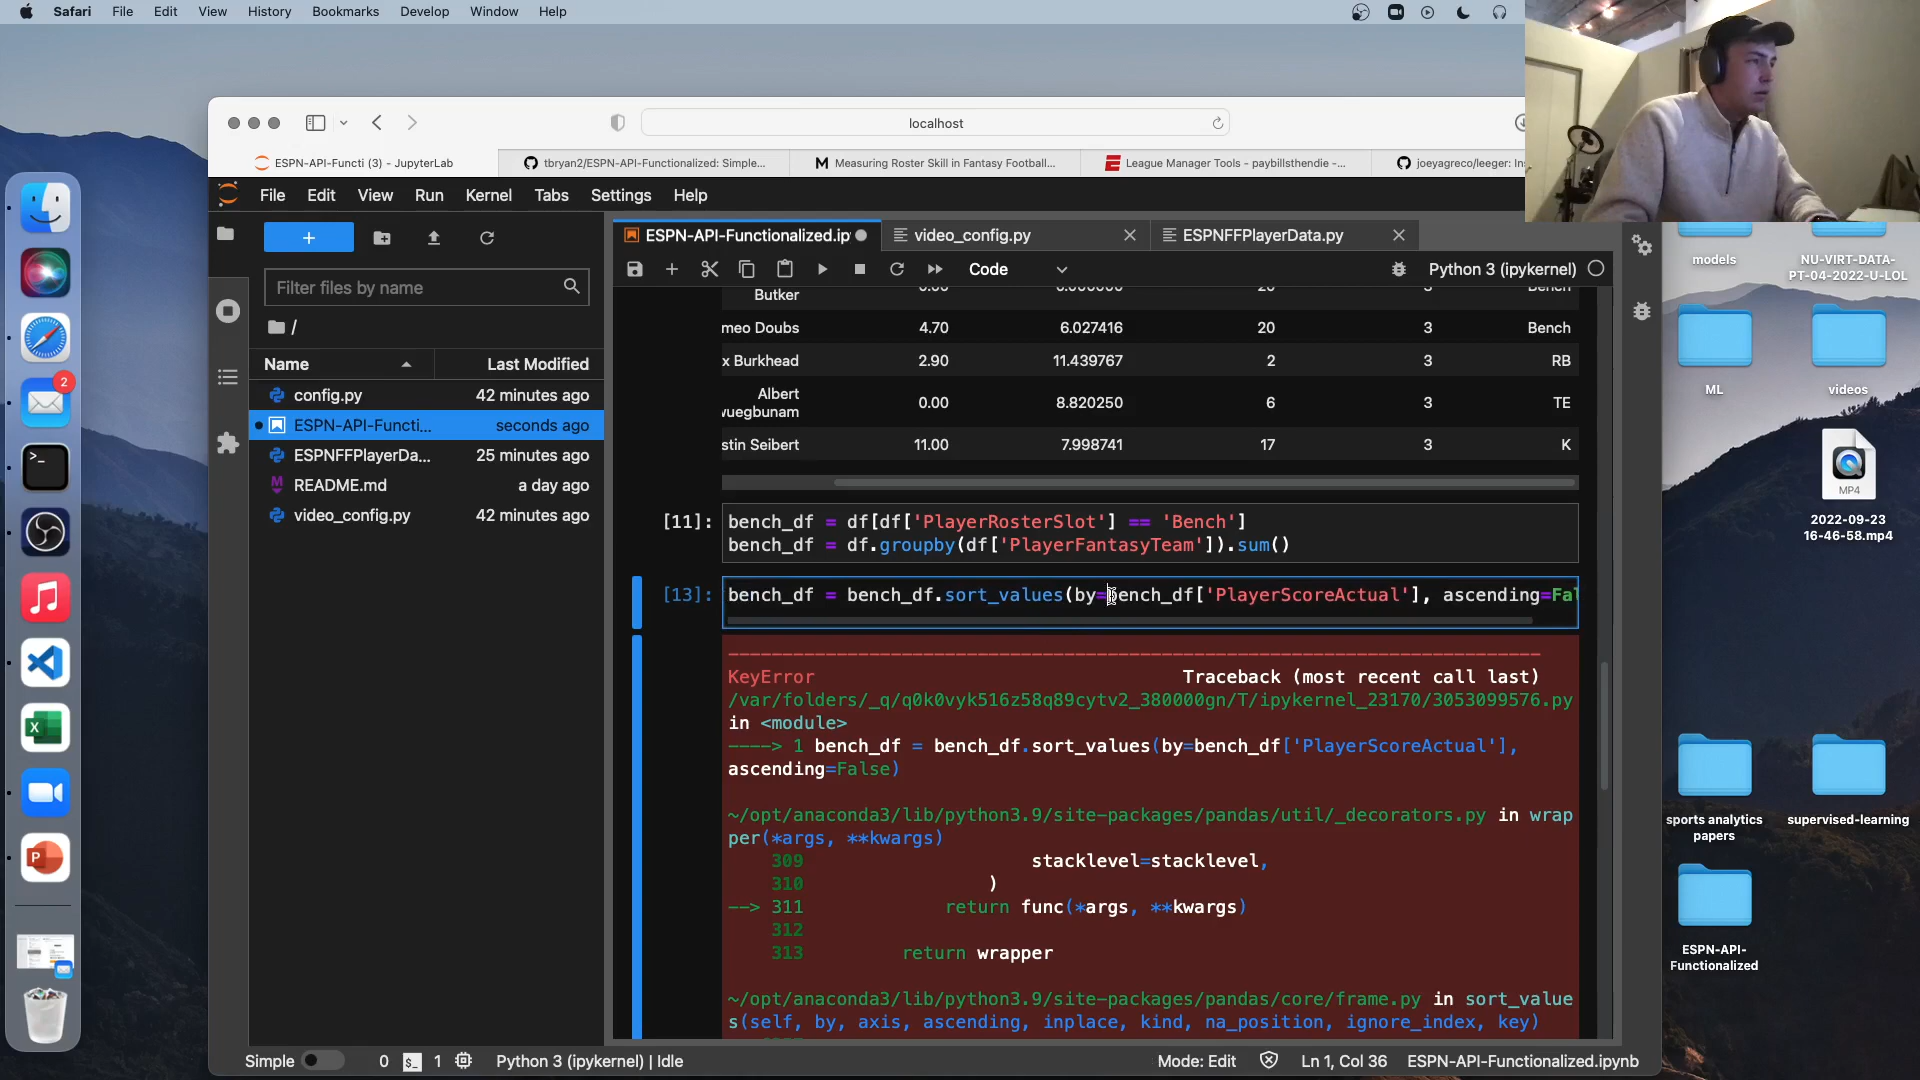 Safari File Edit View History Bookmarks Develop Window Help
localhost
ESPN-API-Functi (3) - JupyterLab
tbryan2/ESPN-API-Functionalized: Simple...
Measuring Roster Skill in Fantasy Football...
League Manager Tools - paybillsthendie -...
joeyagreco/leeger: Ins
File Edit View Run Kernel Tabs Settings Help
ESPN-API-Functionalized.ip
video_config.py
ESPNFFPlayerData.py
Code
Python 3 (ipykernel)
Filter files by name
/
Name Last Modified
config.py 42 minutes ago
ESPN-API-Functi... seconds ago
ESPNFFPlayerDa... 25 minutes ago
README.md a day ago
video_config.py 42 minutes ago
Butker
meo Doubs 4.70 6.027416 20 3 Bench
x Burkhead 2.90 11.439767 2 3 RB
Albert
wuegbunam 0.00 8.820250 6 3 TE
stin Seibert 11.00 7.998741 17 3 K
[11]: bench_df = df[df['PlayerRosterSlot'] == 'Bench']
bench_df = df.groupby(df['PlayerFantasyTeam']).sum()
[13]: bench_df = bench_df.sort_values(by=bench_df['PlayerScoreActual'], ascending=Fal
KeyError Traceback (most recent call last)
/var/folders/_q/q0k0vyk516z58q89cytv2_380000gn/T/ipykernel_23170/3053099576.py
in <module>
----> 1 bench_df = bench_df.sort_values(by=bench_df['PlayerScoreActual'],
ascending=False)
~/opt/anaconda3/lib/python3.9/site-packages/pandas/util/_decorators.py in wrap
per(*args, **kwargs)
309 stacklevel=stacklevel,
310 )
--> 311 return func(*args, **kwargs)
312
313 return wrapper
~/opt/anaconda3/lib/python3.9/site-packages/pandas/core/frame.py in sort_value
s(self, by, axis, ascending, inplace, kind, na_position, ignore_index, key)
Simple 0 1 Python 3 (ipykernel) | Idle
Mode: Edit Ln 1, Col 36 ESPN-API-Functionalized.ipynb
2
models
NU-VIRT-DATA-
PT-04-2022-U-LOL
ML
videos
MP4
2022-09-23
16-46-58.mp4
sports analytics
papers
supervised-learning
ESPN-API-
Functionalized